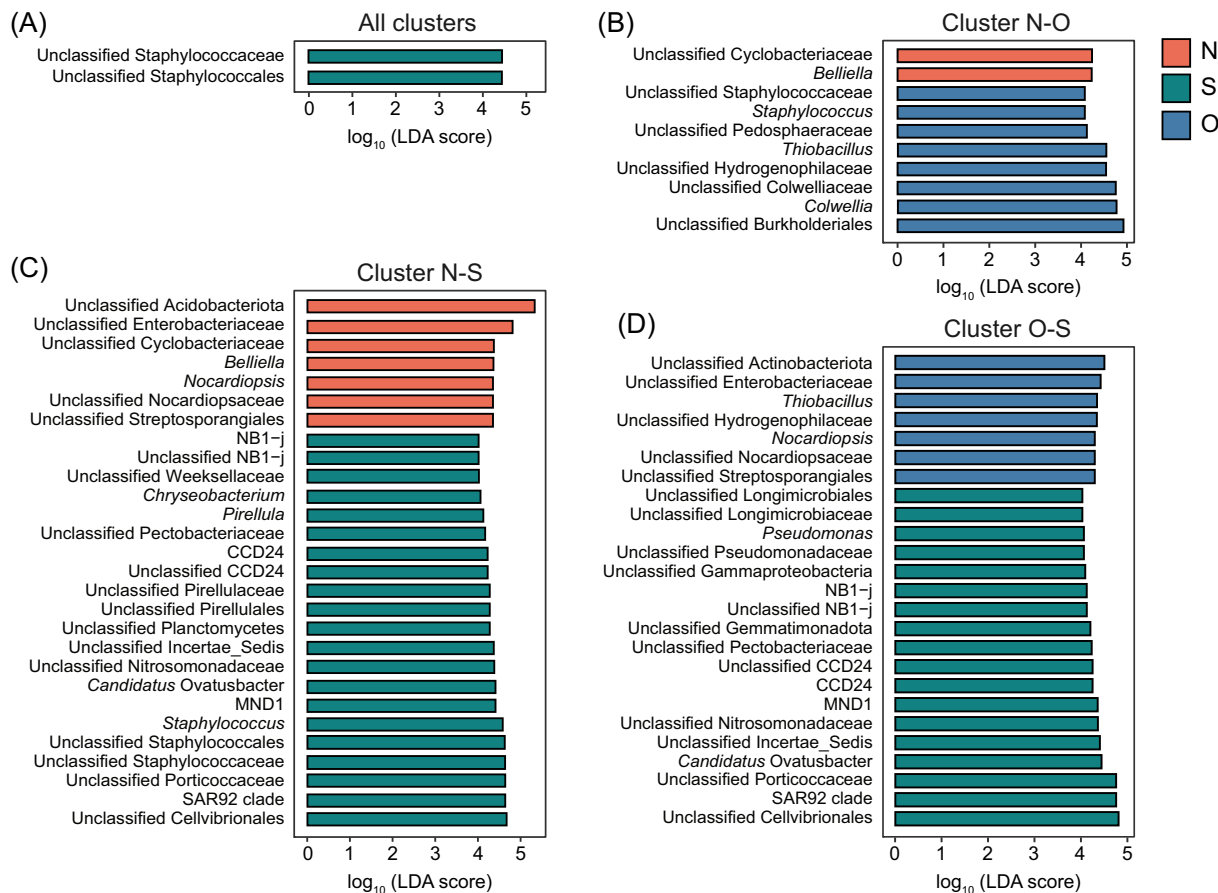 (A)
All clusters
Unclassified Staphylococcaceae
Unclassified Staphylococcales
0 1 2 3 4 5
log10 (LDA score)
(B)
Cluster N-O
Unclassified Cyclobacteriaceae
Belliella
Unclassified Staphylococcaceae
Staphylococcus
Unclassified Pedosphaeraceae
Thiobacillus
Unclassified Hydrogenophilaceae
Unclassified Colwelliaceae
Colwellia
Unclassified Burkholderiales
0 1 2 3 4 5
log10 (LDA score)
N
S
O
(C)
Cluster N-S
Unclassified Acidobacteriota
Unclassified Enterobacteriaceae
Unclassified Cyclobacteriaceae
Belliella
Nocardiopsis
Unclassified Nocardiopsaceae
Unclassified Streptosporangiales
NB1−j
Unclassified NB1−j
Unclassified Weeksellaceae
Chryseobacterium
Pirellula
Unclassified Pectobacteriaceae
CCD24
Unclassified CCD24
Unclassified Pirellulaceae
Unclassified Pirellulales
Unclassified Planctomycetes
Unclassified Incertae_Sedis
Unclassified Nitrosomonadaceae
Candidatus Ovatusbacter
MND1
Staphylococcus
Unclassified Staphylococcales
Unclassified Staphylococcaceae
Unclassified Porticoccaceae
SAR92 clade
Unclassified Cellvibrionales
0 1 2 3 4 5
log10 (LDA score)
(D)
Cluster O-S
Unclassified Actinobacteriota
Unclassified Enterobacteriaceae
Thiobacillus
Unclassified Hydrogenophilaceae
Nocardiopsis
Unclassified Nocardiopsaceae
Unclassified Streptosporangiales
Unclassified Longimicrobiales
Unclassified Longimicrobiaceae
Pseudomonas
Unclassified Pseudomonadaceae
Unclassified Gammaproteobacteria
NB1−j
Unclassified NB1−j
Unclassified Gemmatimonadota
Unclassified Pectobacteriaceae
Unclassified CCD24
CCD24
MND1
Unclassified Nitrosomonadaceae
Unclassified Incertae_Sedis
Candidatus Ovatusbacter
Unclassified Porticoccaceae
SAR92 clade
Unclassified Cellvibrionales
0 1 2 3 4 5
log10 (LDA score)